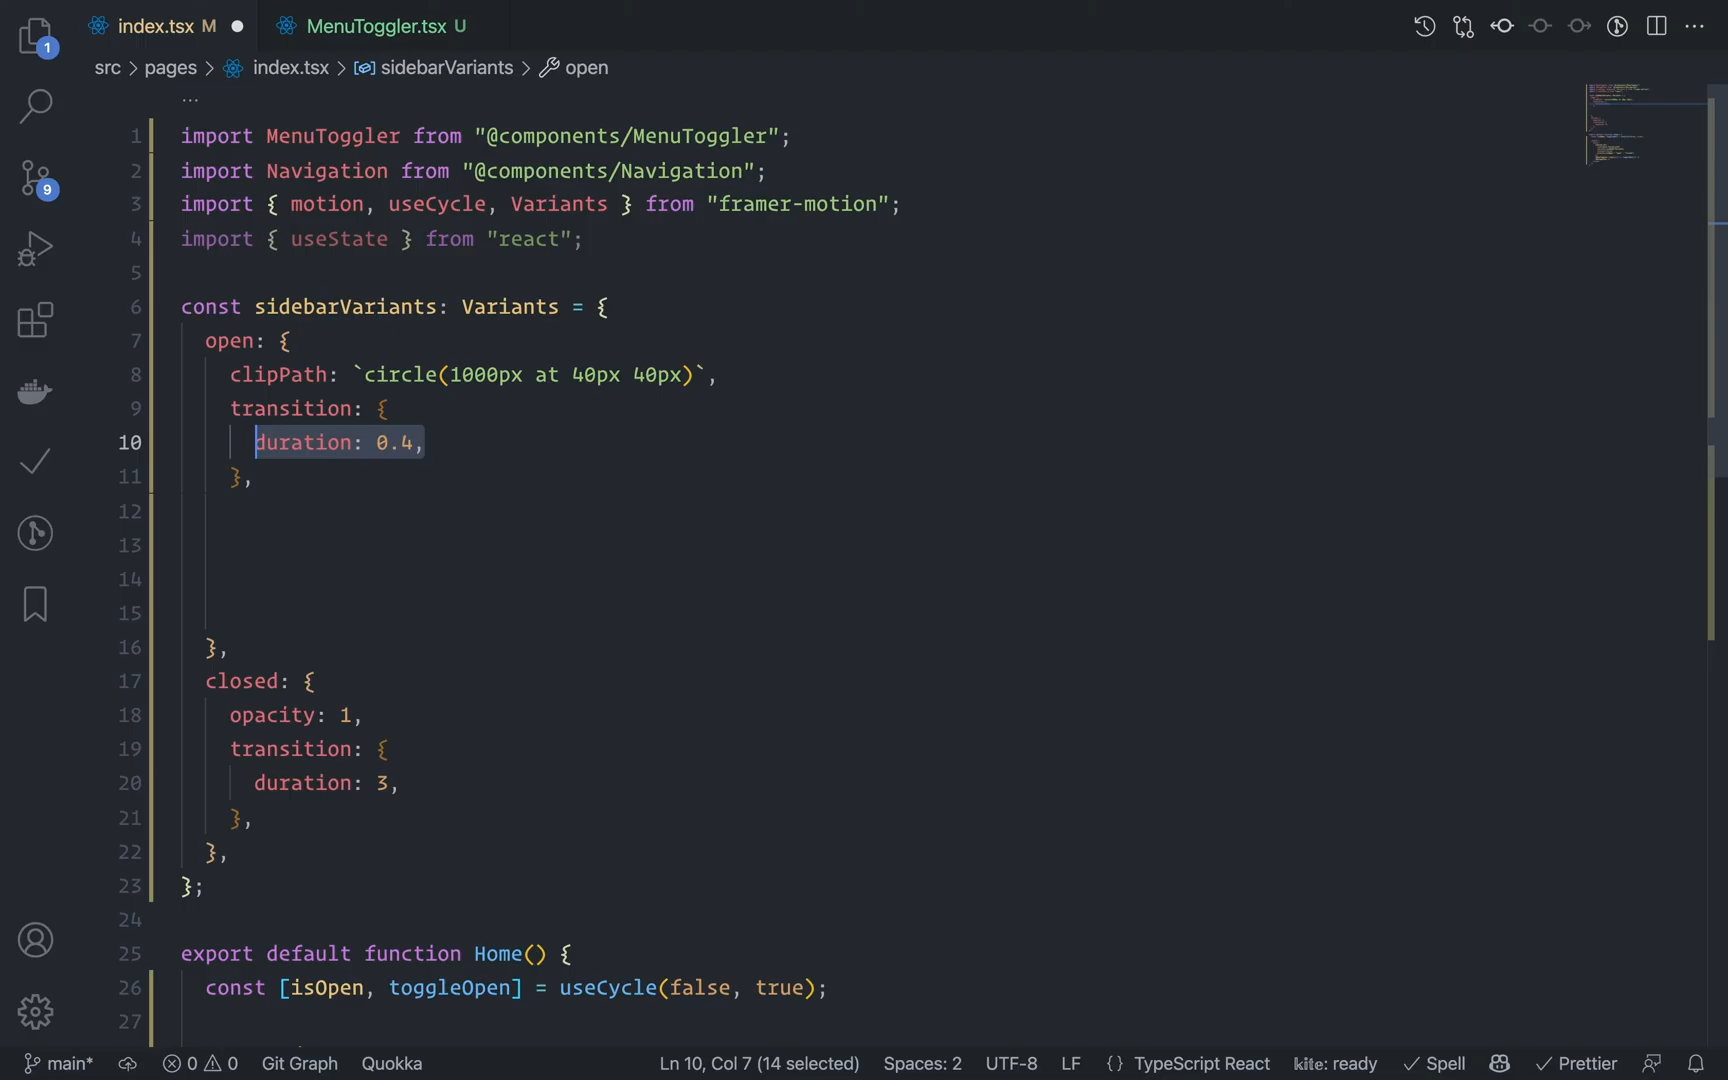 index.tsx M
MenuToggler.tsx U
src > pages > index.tsx > sidebarVariants > open
...
1 import MenuToggler from "@components/MenuToggler";
2 import Navigation from "@components/Navigation";
3 import { motion, useCycle, Variants } from "framer-motion";
4 import { useState } from "react";
5
6 const sidebarVariants: Variants = {
7 open: {
8 clipPath: `circle(1000px at 40px 40px)`,
9 transition: {
10 duration: 0.4,
11 },
12
13
14
15
16 },
17 closed: {
18 opacity: 1,
19 transition: {
20 duration: 3,
21 },
22 },
23 };
24
25 export default function Home() {
26 const [isOpen, toggleOpen] = useCycle(false, true);
27
1
9
main* 0 0 Git Graph Quokka Ln 10, Col 7 (14 selected) Spaces: 2 UTF-8 LF {} TypeScript React kite: ready Spell Prettier